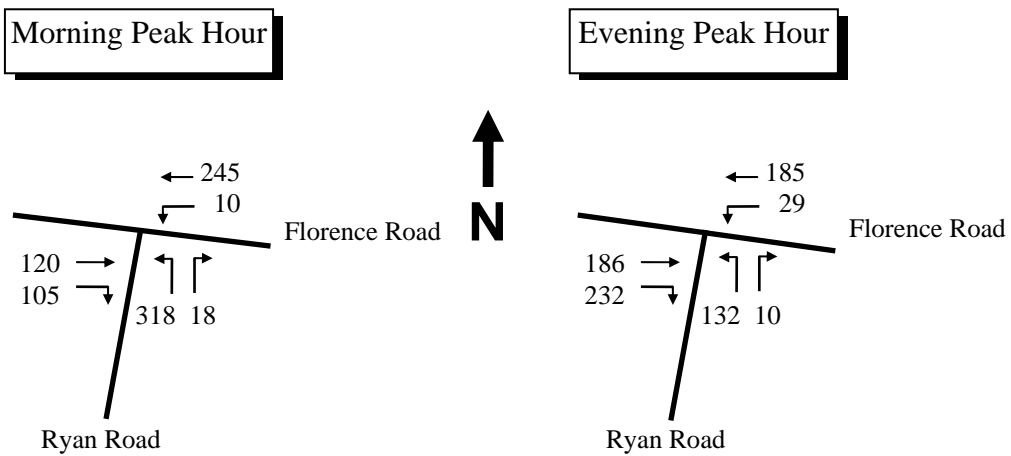 Morning Peak Hour
245
10
Florence Road
120
105
318 18
Ryan Road
N
Evening Peak Hour
185
29
Florence Road
186
232
132 10
Ryan Road